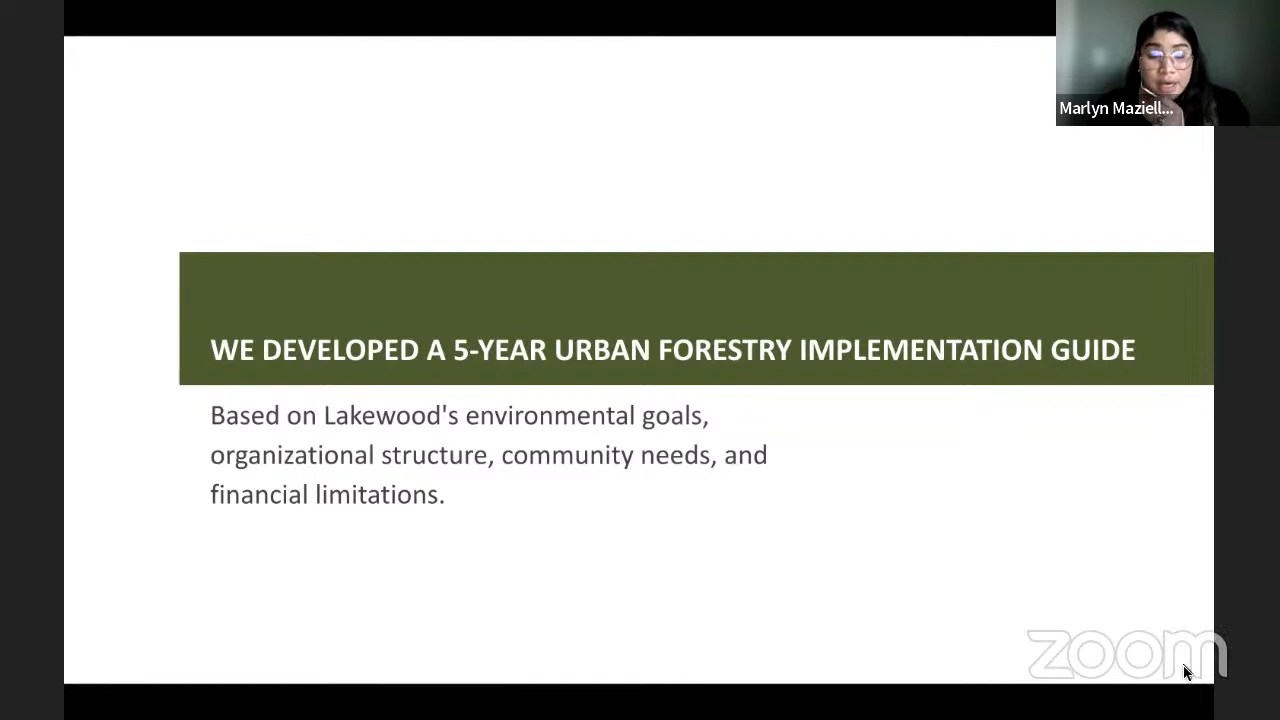 Marlyn Maziell...
WE DEVELOPED A 5-YEAR URBAN FORESTRY IMPLEMENTATION GUIDE
Based on Lakewood's environmental goals,
organizational structure, community needs, and
financial limitations.
zoom